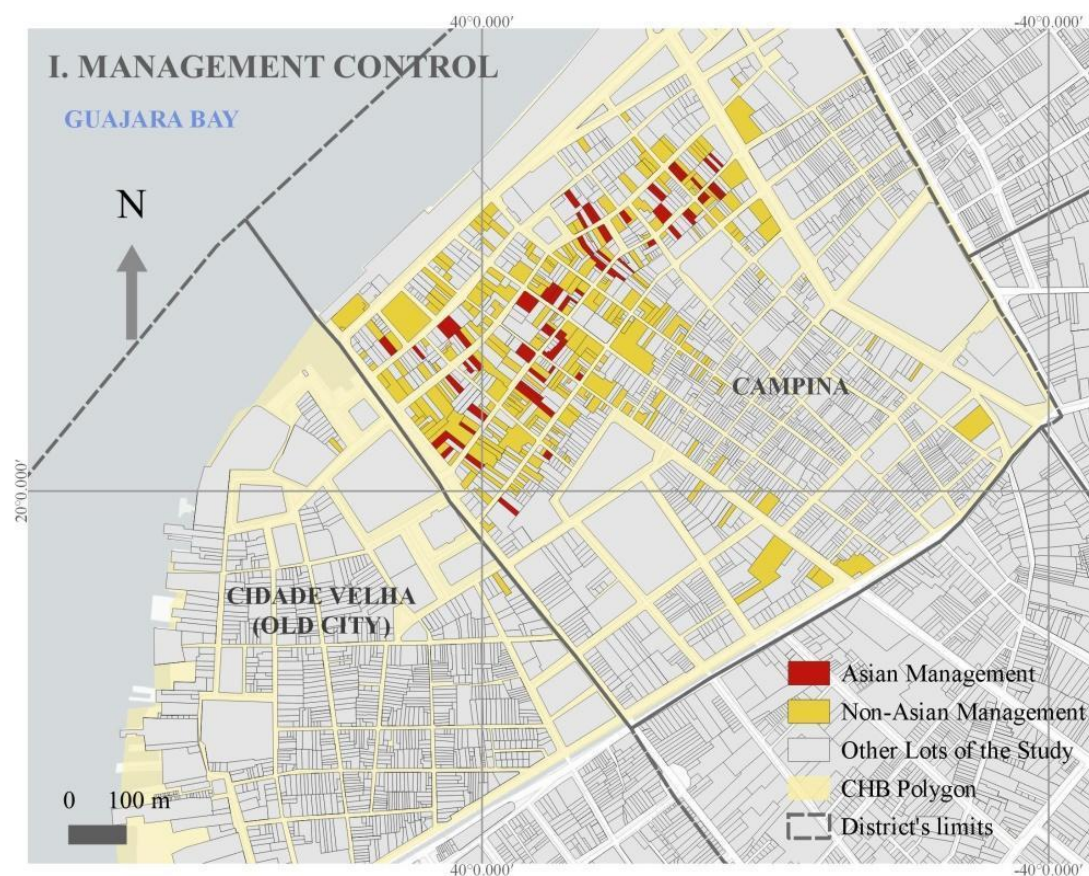 40°0.000′
-40°0.000′
I. MANAGEMENT CONTROL
GUAJARA BAY
N
CAMPINA
20°0.000′
CIDADE VELHA
(OLD CITY)
Asian Management
Non-Asian Management
Other Lots of the Study
CHB Polygon
District's limits
0 100 m
40°0.000′
-40°0.000′